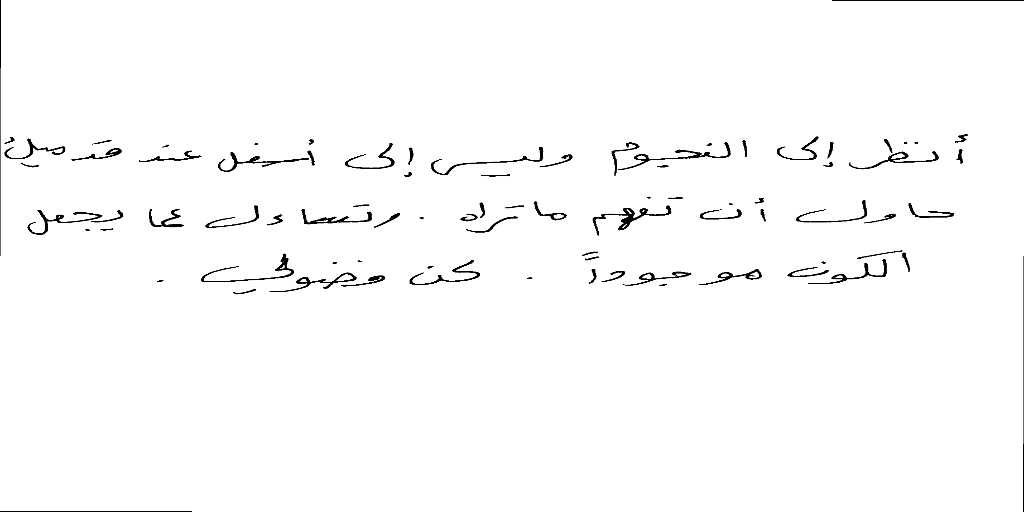 أنظر إلى النجوم وليس إلى أسفل عند قدميك
حاول أن تفهم ما تراه . وتساءل عما يجعل
الكون موجوداً . كن فضولي .